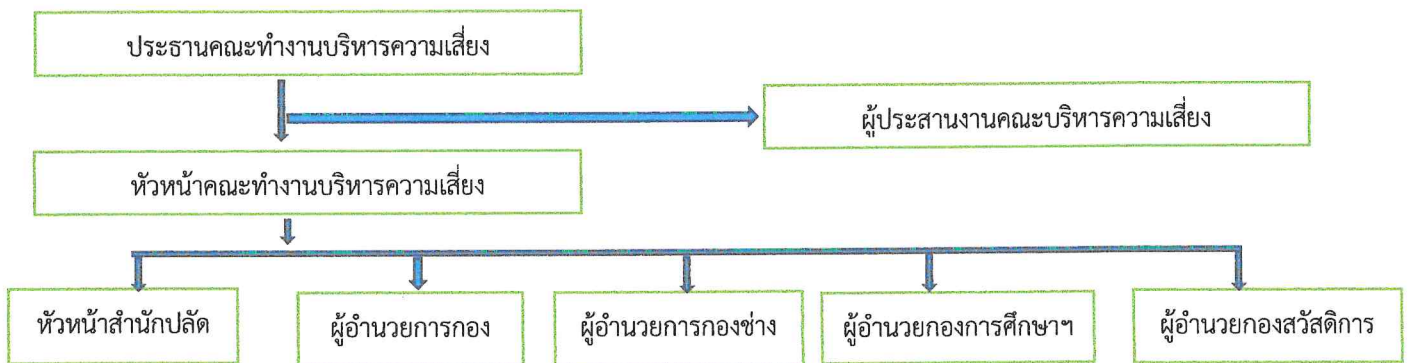 ประธานคณะทำงานบริหารความเสี่ยง
ผู้ประสานงานคณะบริหารความเสี่ยง
หัวหน้าคณะทำงานบริหารความเสี่ยง
หัวหน้าสำนักปลัด
ผู้อำนวยการกอง
ผู้อำนวยการกองช่าง
ผู้อำนวยกองการศึกษาฯ
ผู้อำนวยกองสวัสดิการ